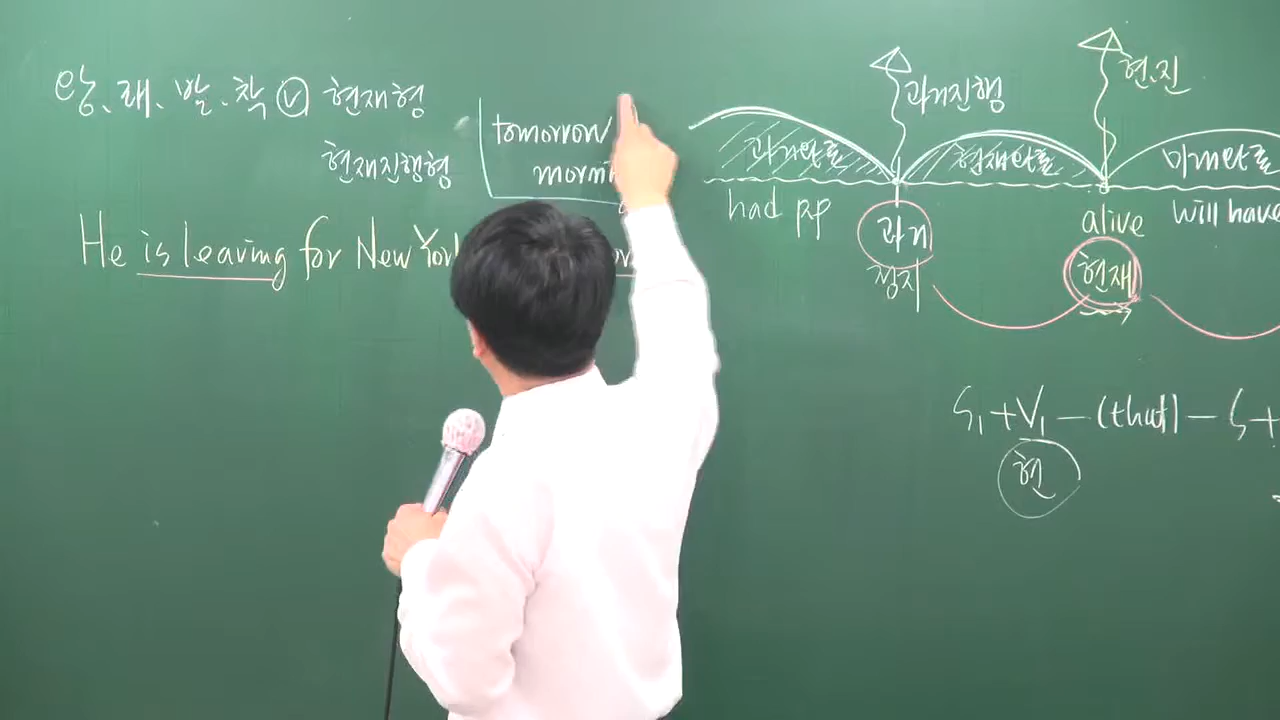 왕.래.발.착 ⓥ 현재형
현재진행형
tomorrow
He is leaving for New
과거진행
현.진
과거완료
현재완료
미래완료
had pp
과거
정지
alive
현재
will have
S₁+V₁—(that)—S+
현